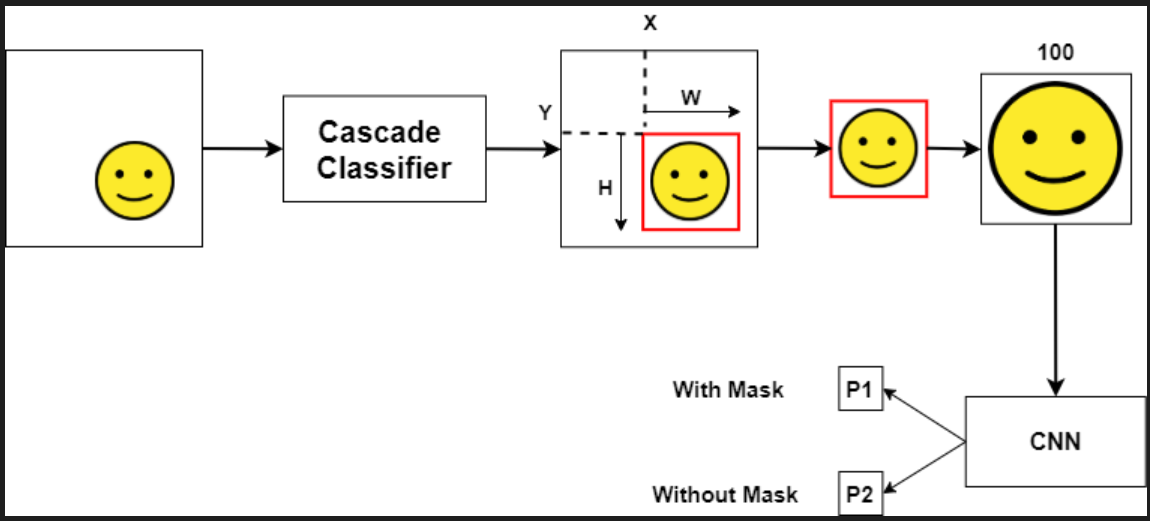 X
100
Y
W
Cascade
Classifier
H
With Mask
P1
CNN
Without Mask
P2